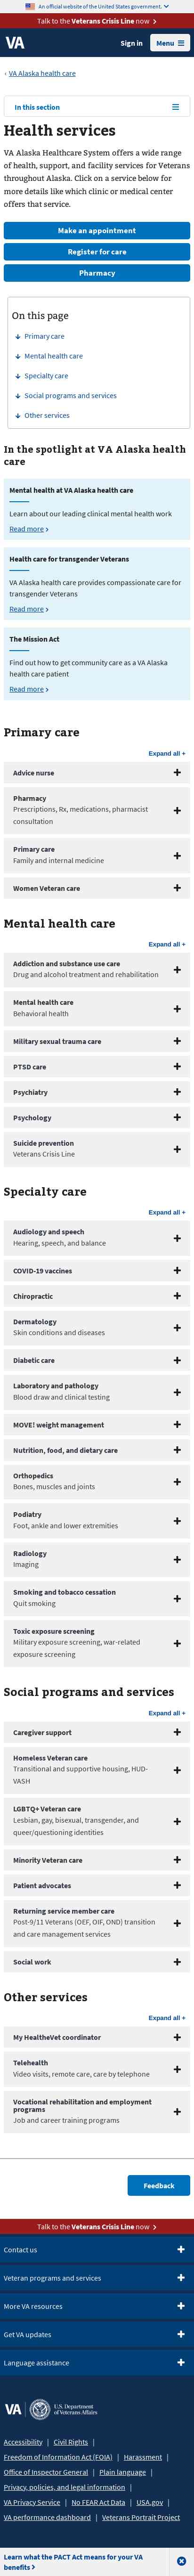 An official website of the United States government.
Talk to the Veterans Crisis Line now
VA
Sign in
Menu
VA Alaska health care
In this section
Health services
VA Alaska Healthcare System offers a wide range
of health, support, and facility services for Veterans
throughout Alaska. Click on a service below for
more details like which clinic or medical center
offers that service.
Make an appointment
Register for care
Pharmacy
On this page
Primary care
Mental health care
Specialty care
Social programs and services
Other services
In the spotlight at VA Alaska health
care
Mental health at VA Alaska health care
Learn about our leading clinical mental health work
Read more
Health care for transgender Veterans
VA Alaska health care provides compassionate care for
transgender Veterans
Read more
The Mission Act
Find out how to get community care as a VA Alaska
health care patient
Read more
Primary care
Expand all +
Advice nurse
Pharmacy
Prescriptions, Rx, medications, pharmacist
consultation
Primary care
Family and internal medicine
Women Veteran care
Mental health care
Expand all +
Addiction and substance use care
Drug and alcohol treatment and rehabilitation
Mental health care
Behavioral health
Military sexual trauma care
PTSD care
Psychiatry
Psychology
Suicide prevention
Veterans Crisis Line
Specialty care
Expand all +
Audiology and speech
Hearing, speech, and balance
COVID-19 vaccines
Chiropractic
Dermatology
Skin conditions and diseases
Diabetic care
Laboratory and pathology
Blood draw and clinical testing
MOVE! weight management
Nutrition, food, and dietary care
Orthopedics
Bones, muscles and joints
Podiatry
Foot, ankle and lower extremities
Radiology
Imaging
Smoking and tobacco cessation
Quit smoking
Toxic exposure screening
Military exposure screening, war-related
exposure screening
Social programs and services
Expand all +
Caregiver support
Homeless Veteran care
Transitional and supportive housing, HUD-
VASH
LGBTQ+ Veteran care
Lesbian, gay, bisexual, transgender, and
queer/questioning identities
Minority Veteran care
Patient advocates
Returning service member care
Post-9/11 Veterans (OEF, OIF, OND) transition
and care management services
Social work
Other services
Expand all +
My HealtheVet coordinator
Telehealth
Video visits, remote care, care by telephone
Vocational rehabilitation and employment
programs
Job and career training programs
Feedback
Talk to the Veterans Crisis Line now
Contact us
Veteran programs and services
More VA resources
Get VA updates
Language assistance
VA U.S. Department
of Veterans Affairs
Accessibility | Civil Rights |
Freedom of Information Act (FOIA) | Harassment |
Office of Inspector General | Plain language |
Privacy, policies, and legal information |
VA Privacy Service | No FEAR Act Data | USA.gov |
VA performance dashboard | Veterans Portrait Project
Learn what the PACT Act means for your VA
benefits